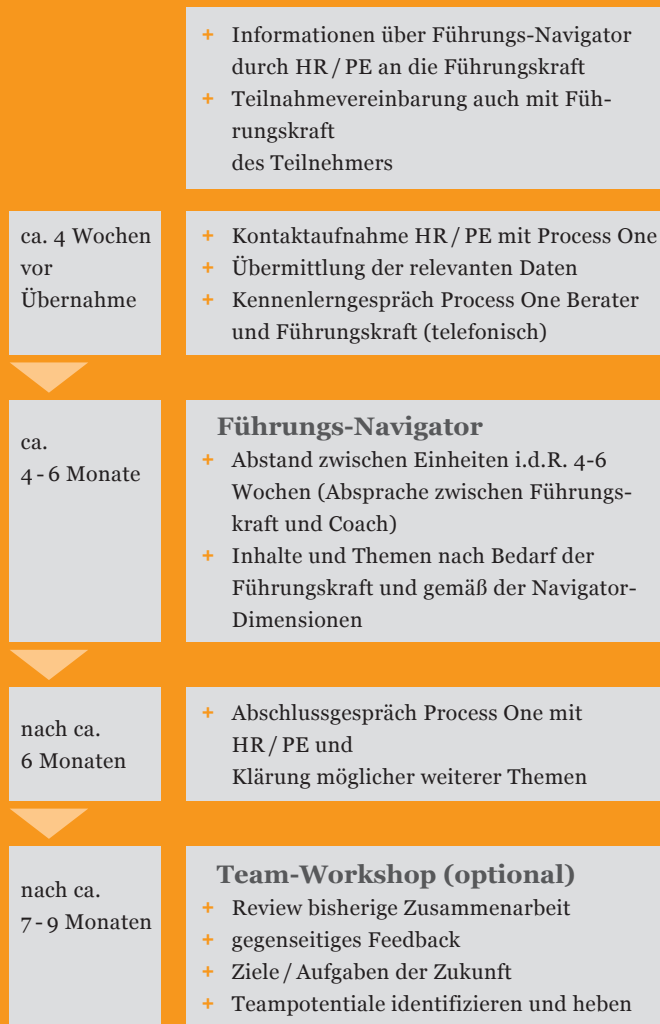 + Informationen über Führungs-Navigator
durch HR / PE an die Führungskraft
+ Teilnahmevereinbarung auch mit Füh-
rungskraft
des Teilnehmers
ca. 4 Wochen
vor
Übernahme
+ Kontaktaufnahme HR / PE mit Process One
+ Übermittlung der relevanten Daten
+ Kennenlerngespräch Process One Berater
und Führungskraft (telefonisch)
ca.
4 - 6 Monate
Führungs-Navigator
+ Abstand zwischen Einheiten i.d.R. 4-6
Wochen (Absprache zwischen Führungs-
kraft und Coach)
+ Inhalte und Themen nach Bedarf der
Führungskraft und gemäß der Navigator-
Dimensionen
nach ca.
6 Monaten
+ Abschlussgespräch Process One mit
HR / PE und
Klärung möglicher weiterer Themen
nach ca.
7 - 9 Monaten
Team-Workshop (optional)
+ Review bisherige Zusammenarbeit
+ gegenseitiges Feedback
+ Ziele / Aufgaben der Zukunft
+ Teampotentiale identifizieren und heben